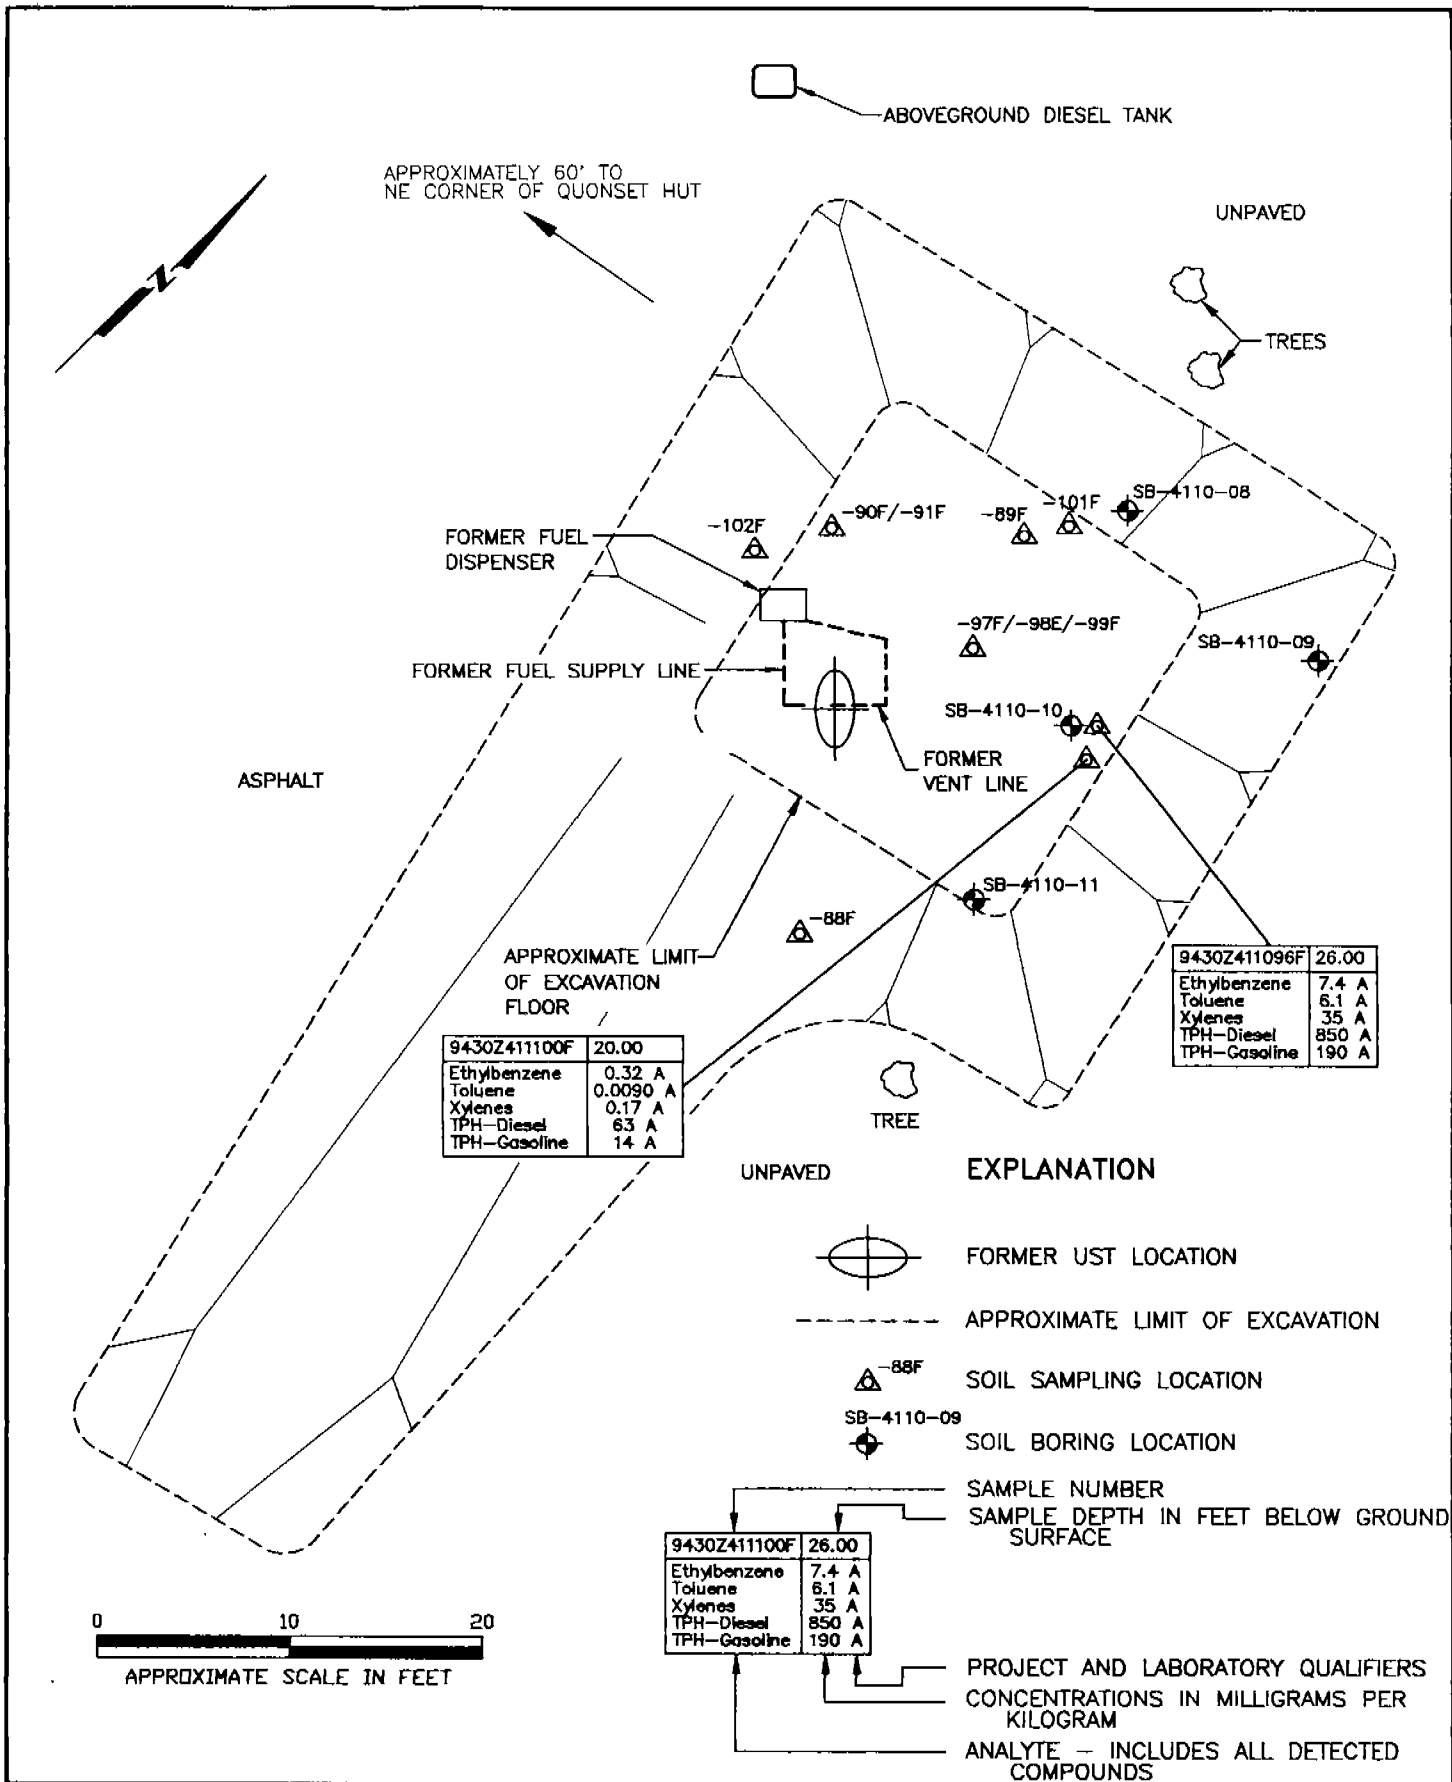 ABOVEGROUND DIESEL TANK
APPROXIMATELY 60' TO
NE CORNER OF QUONSET HUT
UNPAVED
N
TREES
SB-4110-08
-101F
-90F/-91F
-89F
-102F
FORMER FUEL
DISPENSER
-97F/-98E/-99F
SB-4110-09
FORMER FUEL SUPPLY LINE
SB-4110-10
FORMER
VENT LINE
ASPHALT
SB-4110-11
-88F
APPROXIMATE LIMIT
OF EXCAVATION
FLOOR
9430Z411096F 26.00
Ethylbenzene 7.4 A
Toluene 6.1 A
Xylenes 35 A
TPH-Diesel 850 A
TPH-Gasoline 190 A
9430Z411100F 20.00
Ethylbenzene 0.32 A
Toluene 0.0090 A
Xylenes 0.17 A
TPH-Diesel 63 A
TPH-Gasoline 14 A
TREE
UNPAVED
EXPLANATION
FORMER UST LOCATION
APPROXIMATE LIMIT OF EXCAVATION
-88F
SOIL SAMPLING LOCATION
SB-4110-09
SOIL BORING LOCATION
SAMPLE NUMBER
SAMPLE DEPTH IN FEET BELOW GROUND
SURFACE
9430Z411100F 26.00
Ethylbenzene 7.4 A
Toluene 6.1 A
Xylenes 35 A
TPH-Diesel 850 A
TPH-Gasoline 190 A
0 10 20
APPROXIMATE SCALE IN FEET
PROJECT AND LABORATORY QUALIFIERS
CONCENTRATIONS IN MILLIGRAMS PER
KILOGRAM
ANALYTE - INCLUDES ALL DETECTED
COMPOUNDS